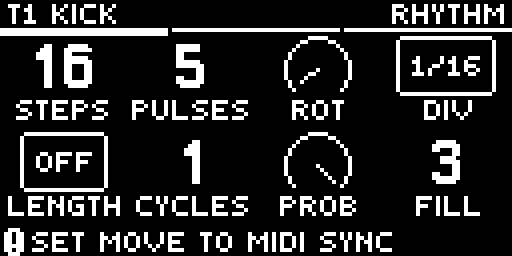 T1 KICK RHYTHM
16 5 1/16
STEPS PULSES ROT DIV
OFF 1 3
LENGTH CYCLES PROB FILL
! SET MOVE TO MIDI SYNC